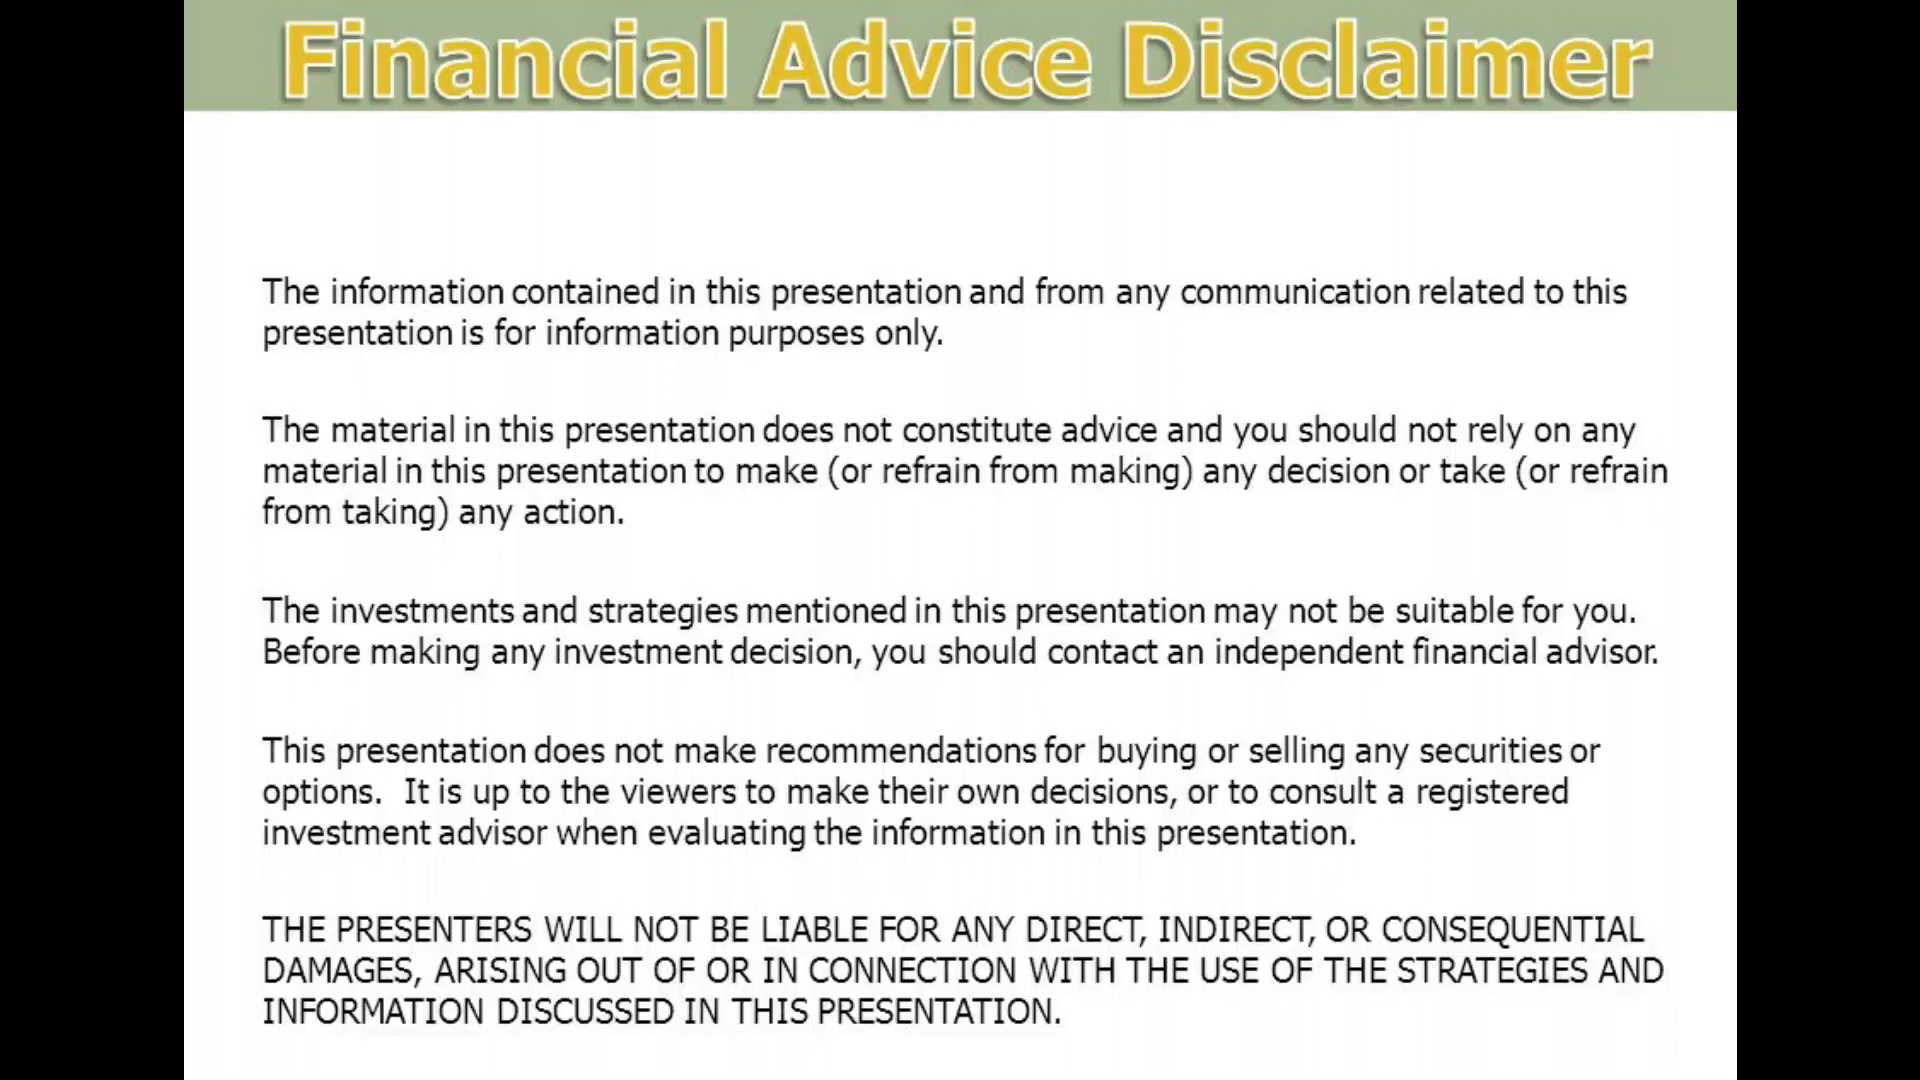 Financial Advice Disclaimer
The information contained in this presentation and from any communication related to this
presentation is for information purposes only.
The material in this presentation does not constitute advice and you should not rely on any
material in this presentation to make (or refrain from making) any decision or take (or refrain
from taking) any action.
The investments and strategies mentioned in this presentation may not be suitable for you.
Before making any investment decision, you should contact an independent financial advisor.
This presentation does not make recommendations for buying or selling any securities or
options.  It is up to the viewers to make their own decisions, or to consult a registered
investment advisor when evaluating the information in this presentation.
THE PRESENTERS WILL NOT BE LIABLE FOR ANY DIRECT, INDIRECT, OR CONSEQUENTIAL
DAMAGES, ARISING OUT OF OR IN CONNECTION WITH THE USE OF THE STRATEGIES AND
INFORMATION DISCUSSED IN THIS PRESENTATION.